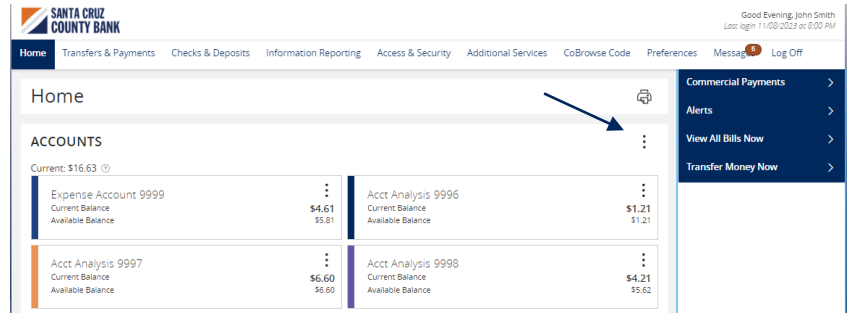 SANTA CRUZ
COUNTY BANK
Good Evening, John Smith
Last login 11/08/2023 at 8:00 PM
Home Transfers & Payments Checks & Deposits Information Reporting Access & Security Additional Services CoBrowse Code Preferences Messag 6 Log Off
Home
Commercial Payments
Alerts
View All Bills Now
Transfer Money Now
ACCOUNTS
Current: $16.63
Expense Account 9999
Current Balance $4.61
Available Balance $5.81
Acct Analysis 9996
Current Balance $1.21
Available Balance $1.21
Acct Analysis 9997
Current Balance $6.60
Available Balance $6.60
Acct Analysis 9998
Current Balance $4.21
Available Balance $5.62